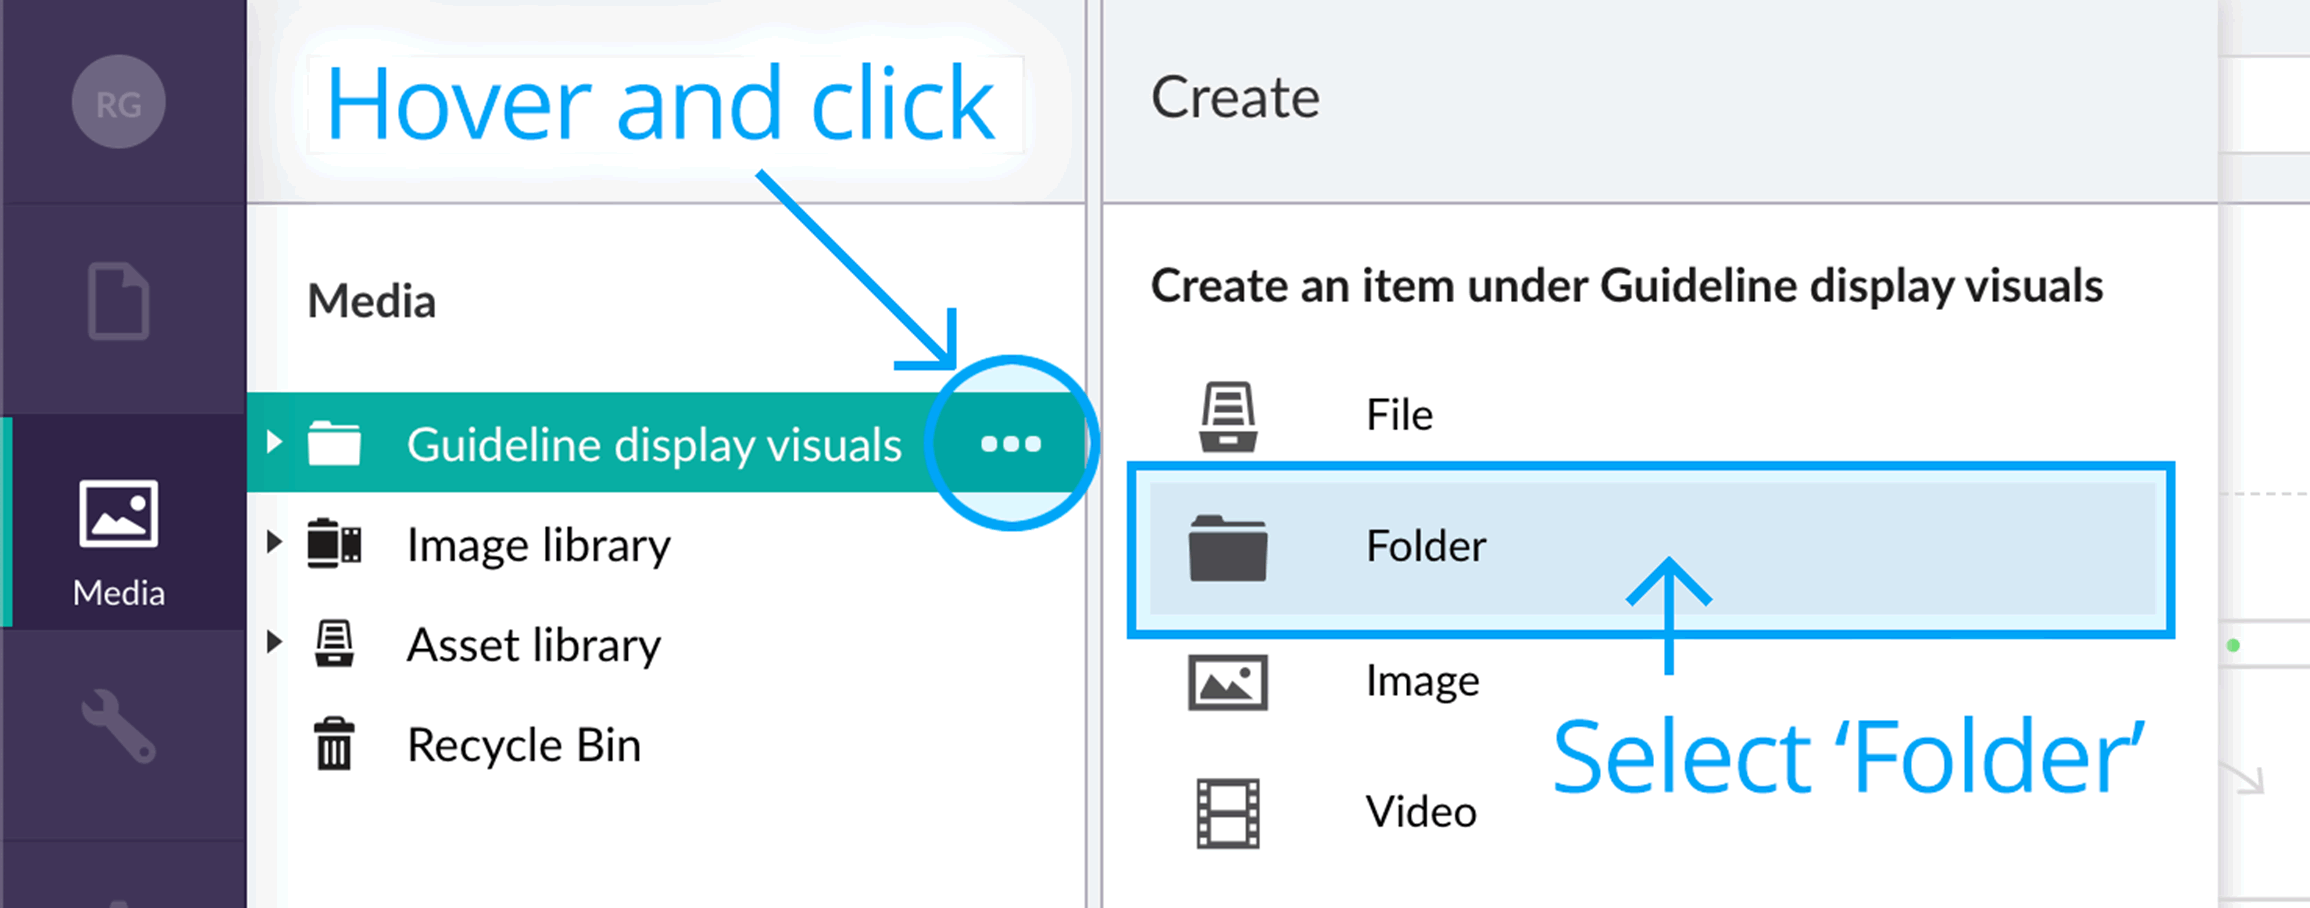 RG
Hover and click
Create
Media
Create an item under Guideline display visuals
File
Guideline display visuals
Folder
Image library
Media
Asset library
Image
Recycle Bin
Select ‘Folder’
Video